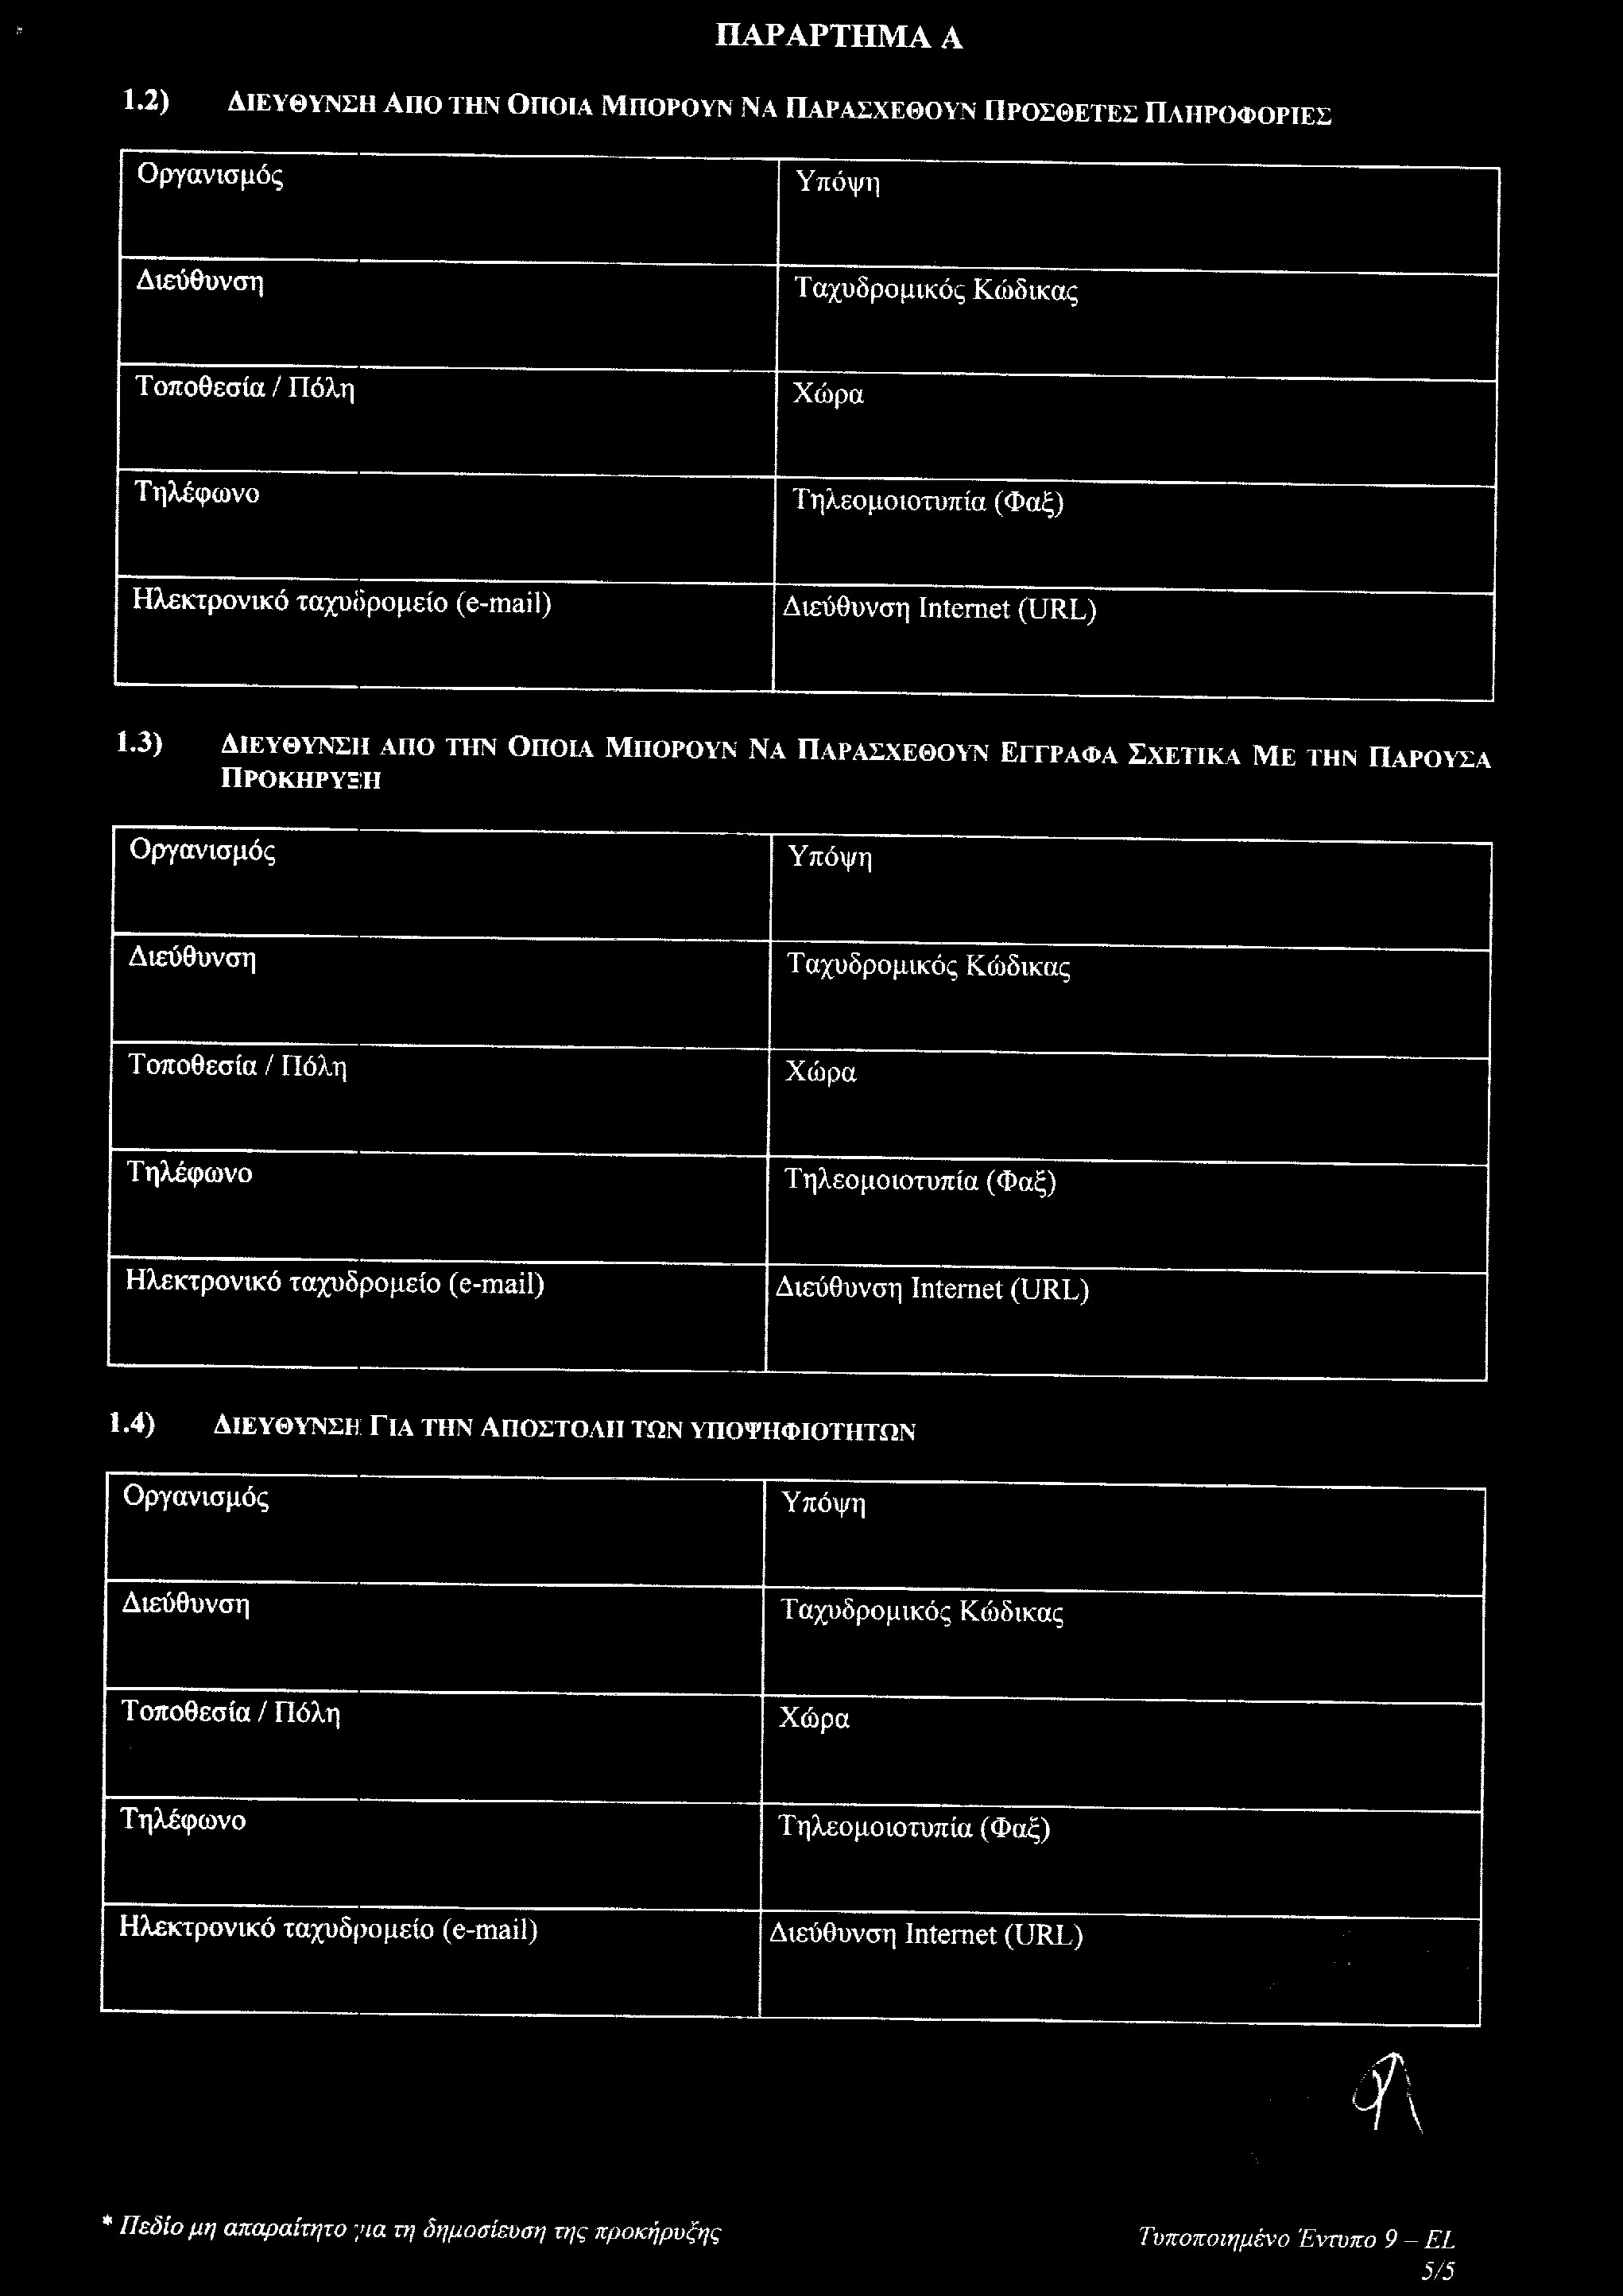 ΠΑΡΑΡΤΗΜΑ Α
1.2) ΔΙΕΥΘΥΝΣΗ ΑΠΟ ΤΗΝ ΟΠΟΙΑ ΜΠΟΡΟΥΝ ΝΑ ΠΑΡΑΣΧΕΘΟΥΝ ΠΡΟΣΘΕΤΕΣ ΠΛΗΡΟΦΟΡΙΕΣ
Οργανισμός Υπόψη
Διεύθυνση Ταχυδρομικός Κώδικας
Τοποθεσία / Πόλη Χώρα
Τηλέφωνο Τηλεομοιοτυπία (Φαξ)
Ηλεκτρονικό ταχυδρομείο (e-mail) Διεύθυνση Internet (URL)
1.3) ΔΙΕΥΘΥΝΣΗ ΑΠΟ ΤΗΝ ΟΠΟΙΑ ΜΠΟΡΟΥΝ ΝΑ ΠΑΡΑΣΧΕΘΟΥΝ ΕΓΓΡΑΦΑ ΣΧΕΤΙΚΑ ΜΕ ΤΗΝ ΠΑΡΟΥΣΑ
ΠΡΟΚΗΡΥΞΗ
Οργανισμός Υπόψη
Διεύθυνση Ταχυδρομικός Κώδικας
Τοποθεσία / Πόλη Χώρα
Τηλέφωνο Τηλεομοιοτυπία (Φαξ)
Ηλεκτρονικό ταχυδρομείο (e-mail) Διεύθυνση Internet (URL)
1.4) ΔΙΕΥΘΥΝΣΗ ΓΙΑ ΤΗΝ ΑΠΟΣΤΟΛΗ ΤΩΝ ΥΠΟΨΗΦΙΟΤΗΤΩΝ
Οργανισμός Υπόψη
Διεύθυνση Ταχυδρομικός Κώδικας
Τοποθεσία / Πόλη Χώρα
Τηλέφωνο Τηλεομοιοτυπία (Φαξ)
Ηλεκτρονικό ταχυδρομείο (e-mail) Διεύθυνση Internet (URL)
* Πεδίο μη απαραίτητο για τη δημοσίευση της προκήρυξης Τυποποιημένο Έντυπο 9 – EL
5/5